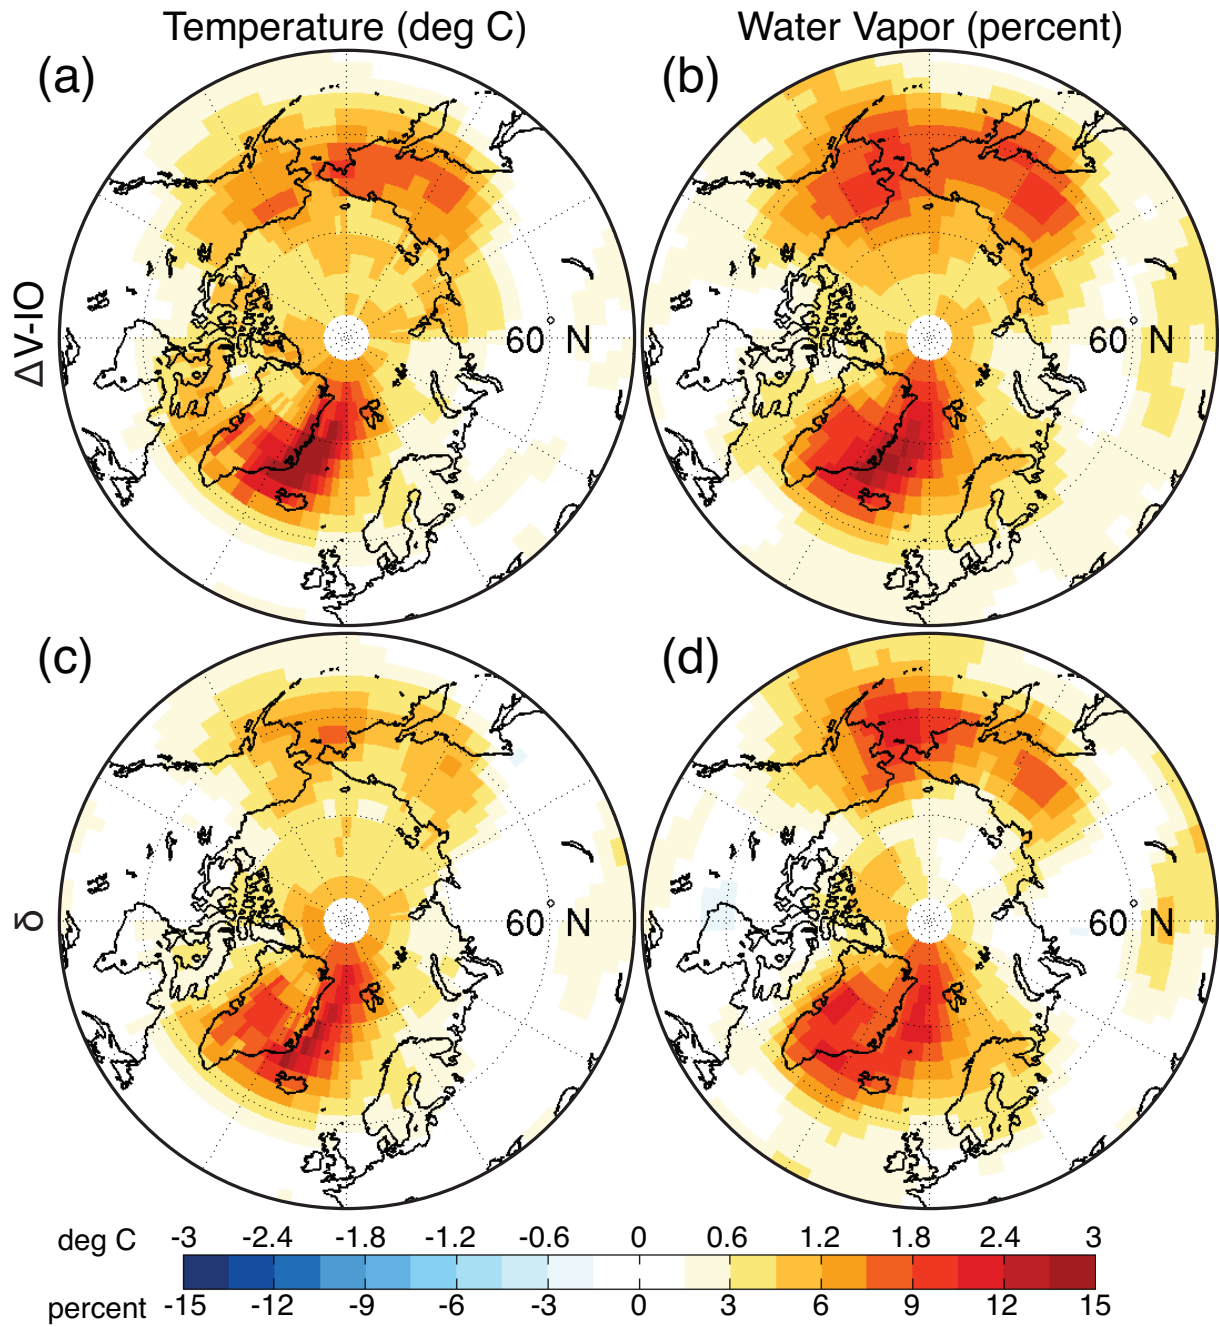 Temperature (deg C) Water Vapor (percent)
(a) (b)
ΔV-IO
60° N 60° N
(c) (d)
δ
60° N 60° N
deg C -3 -2.4 -1.8 -1.2 -0.6 0 0.6 1.2 1.8 2.4 3
percent -15 -12 -9 -6 -3 0 3 6 9 12 15